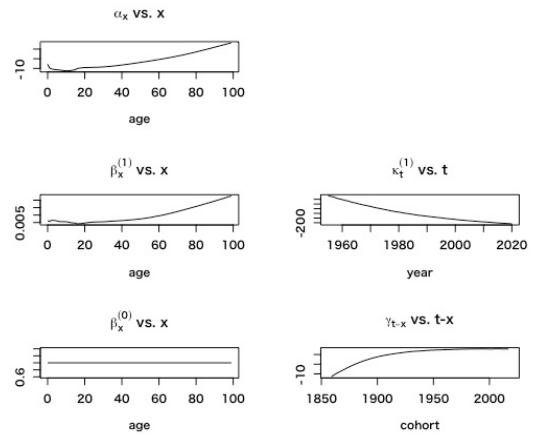 αx vs. x
-10
0 20 40 60 80 100
age
βx(1) vs. x
0.005
0 20 40 60 80 100
age
κt(1) vs. t
-200
1960 1980 2000 2020
year
βx(0) vs. x
0.6
0 20 40 60 80 100
age
γt-x vs. t-x
-10
1850 1900 1950 2000
cohort